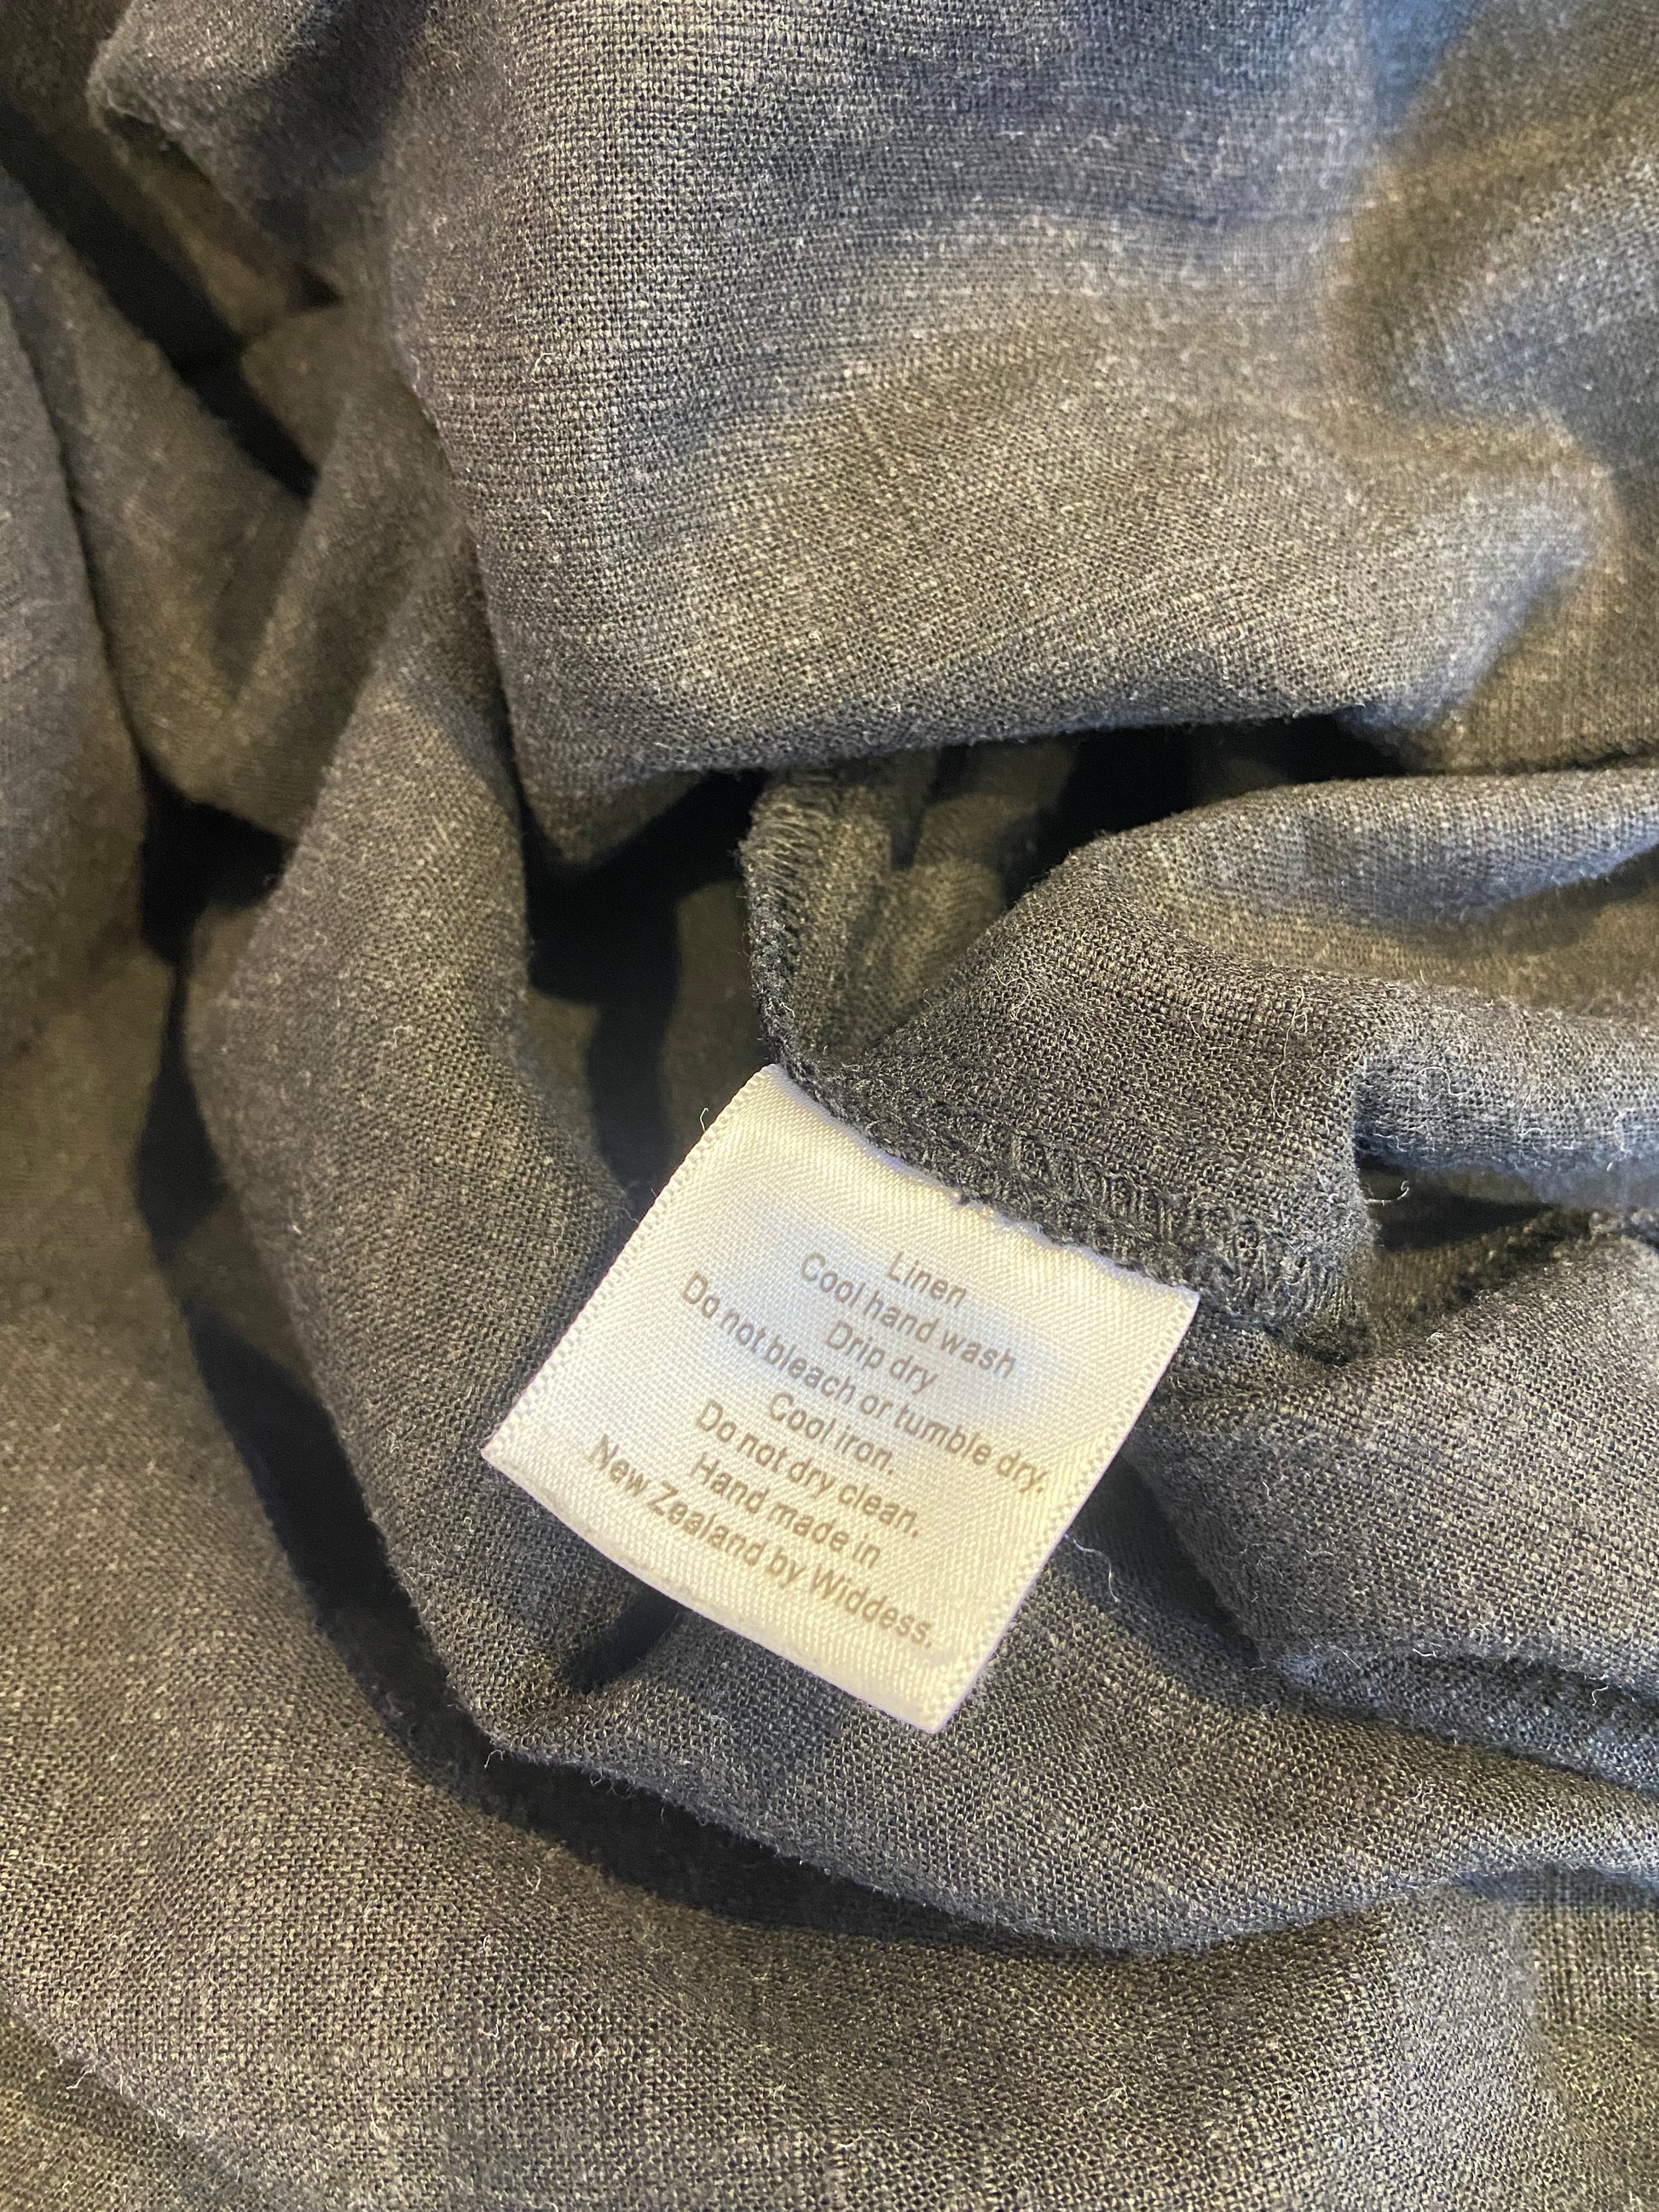 Linen
Cool hand wash
Drip dry
Do not bleach or tumble dry.
Cool iron.
Do not dry clean.
Hand made in
New Zealand by Widdess.